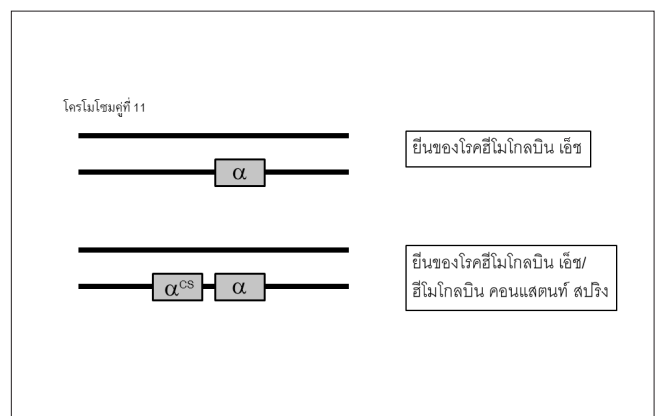 โครโมโซมคู่ที่ 11
ยีนของโรคฮีโมโกลบิน เอ็ช
α
ยีนของโรคฮีโมโกลบิน เอ็ช/
ฮีโมโกลบิน คอนแสตนท์ สปริง
αCS α